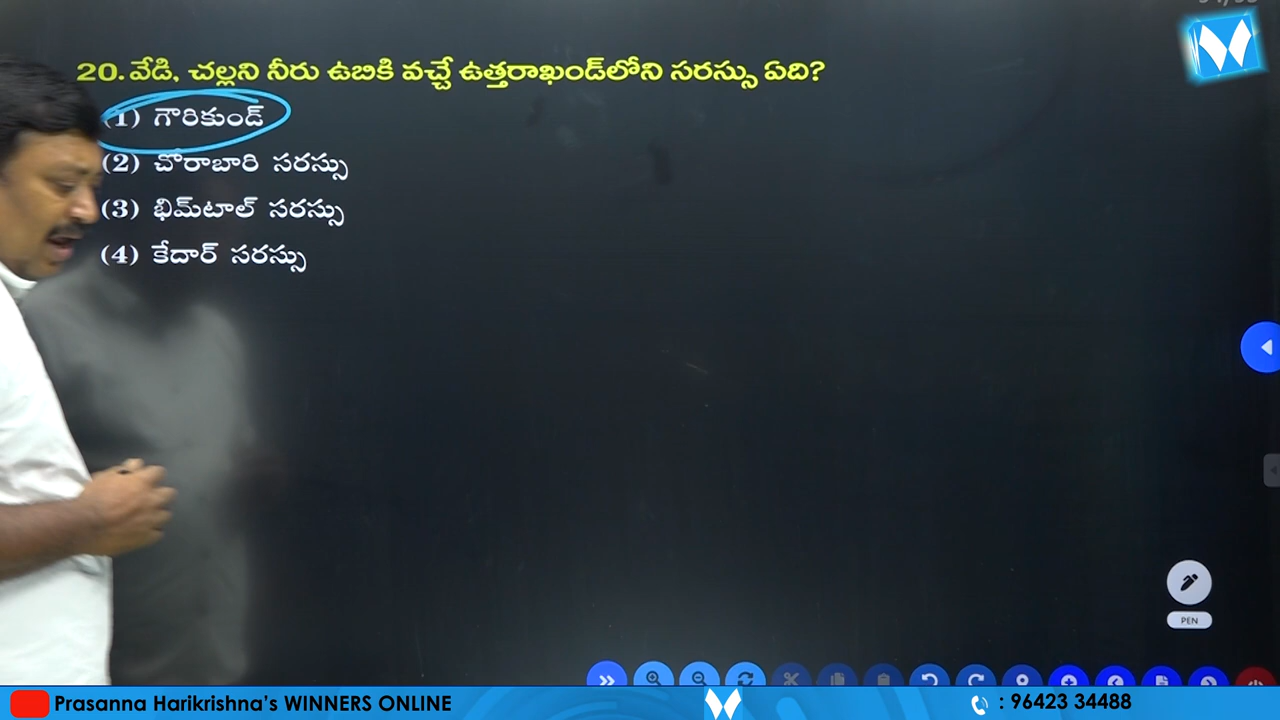 20. వేడి, చల్లని నీరు ఉబికి వచ్చే ఉత్తరాఖండ్‌లోని సరస్సు ఏది?
(1) గౌరికుండ్
(2) చోరాబారి సరస్సు
(3) భిమ్‌టాల్ సరస్సు
(4) కేదార్ సరస్సు
PEN
Prasanna Harikrishna's WINNERS ONLINE
: 96423 34488